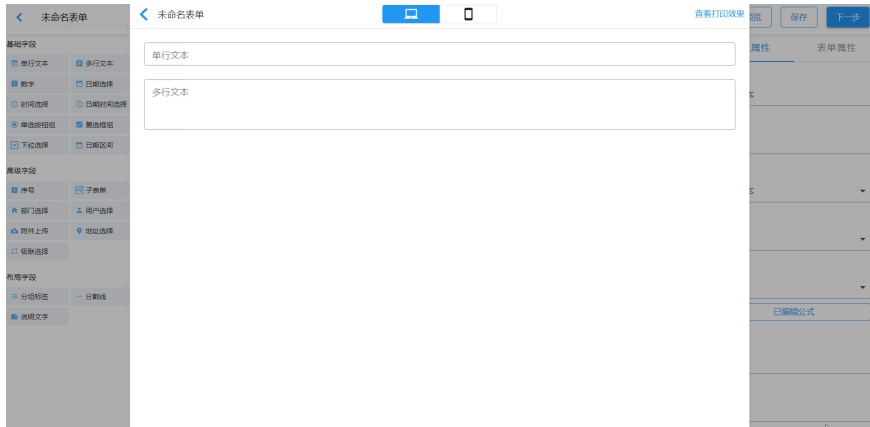 未命名表单
未命名表单
查看打印效果
保存
下一步
基础字段
单行文本
多行文本
数字
日期选择
时间选择
日期时间选择
单选按钮组
复选框组
下拉选择
日期区间
高级字段
序号
子表单
部门选择
用户选择
附件上传
地址选择
级联选择
布局字段
分组标签
分割线
说明文字
单行文本
多行文本
属性
表单属性
已编辑公式